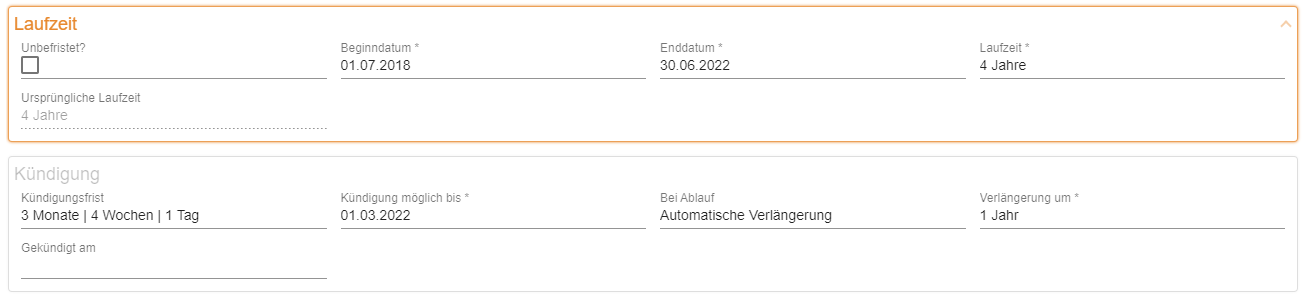 Laufzeit
Unbefristet? Beginndatum * Enddatum * Laufzeit *
01.07.2018 30.06.2022 4 Jahre
Ursprüngliche Laufzeit
4 Jahre
Kündigung
Kündigungsfrist Kündigung möglich bis * Bei Ablauf Verlängerung um *
3 Monate | 4 Wochen | 1 Tag 01.03.2022 Automatische Verlängerung 1 Jahr
Gekündigt am